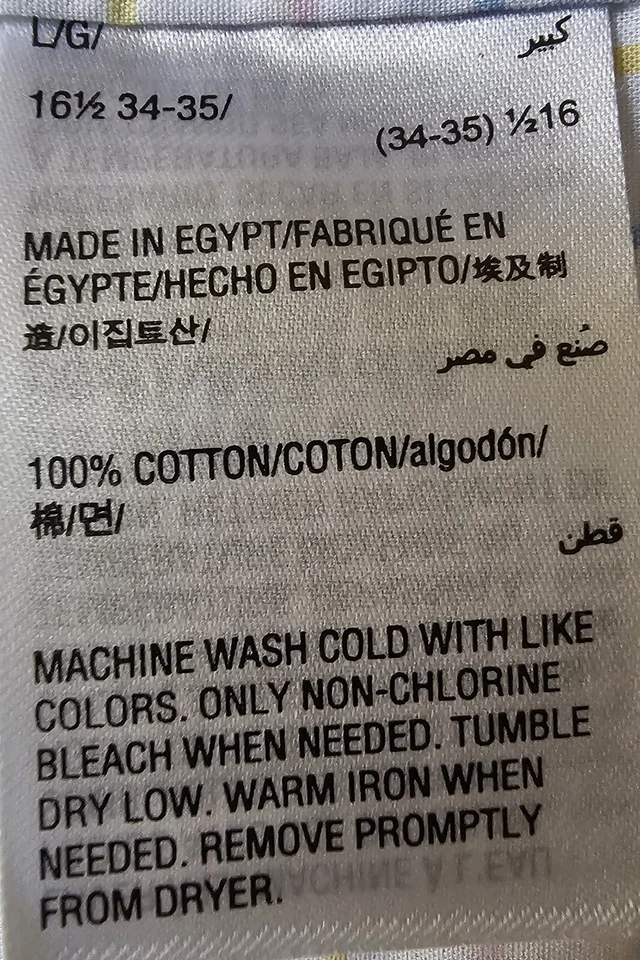 L/G/
كبير
16½ 34-35/
(34-35) ½16
MADE IN EGYPT/FABRIQUÉ EN
ÉGYPTE/HECHO EN EGIPTO/埃及制
造/이집트산/
صُنع في مصر
100% COTTON/COTON/algodón/
棉/면/
قطن
MACHINE WASH COLD WITH LIKE
COLORS. ONLY NON-CHLORINE
BLEACH WHEN NEEDED. TUMBLE
DRY LOW. WARM IRON WHEN
NEEDED. REMOVE PROMPTLY
FROM DRYER.